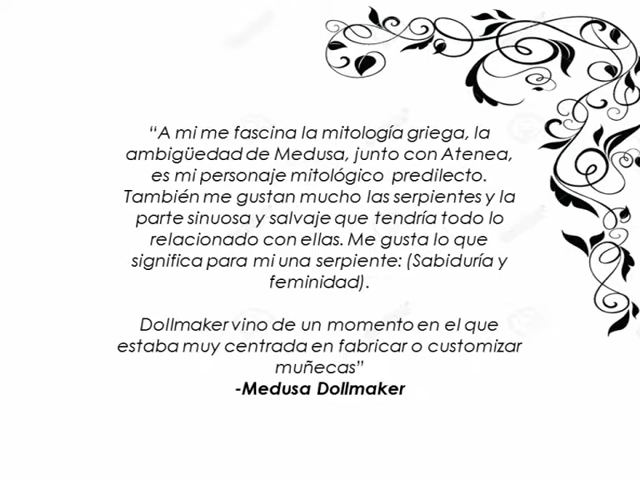 “A mi me fascina la mitología griega, la
ambigüedad de Medusa, junto con Atenea,
es mi personaje mitológico predilecto.
También me gustan mucho las serpientes y la
parte sinuosa y salvaje que tendría todo lo
relacionado con ellas. Me gusta lo que
significa para mi una serpiente: (Sabiduría y
feminidad).
Dollmaker vino de un momento en el que
estaba muy centrada en fabricar o customizar
muñecas”
-Medusa Dollmaker